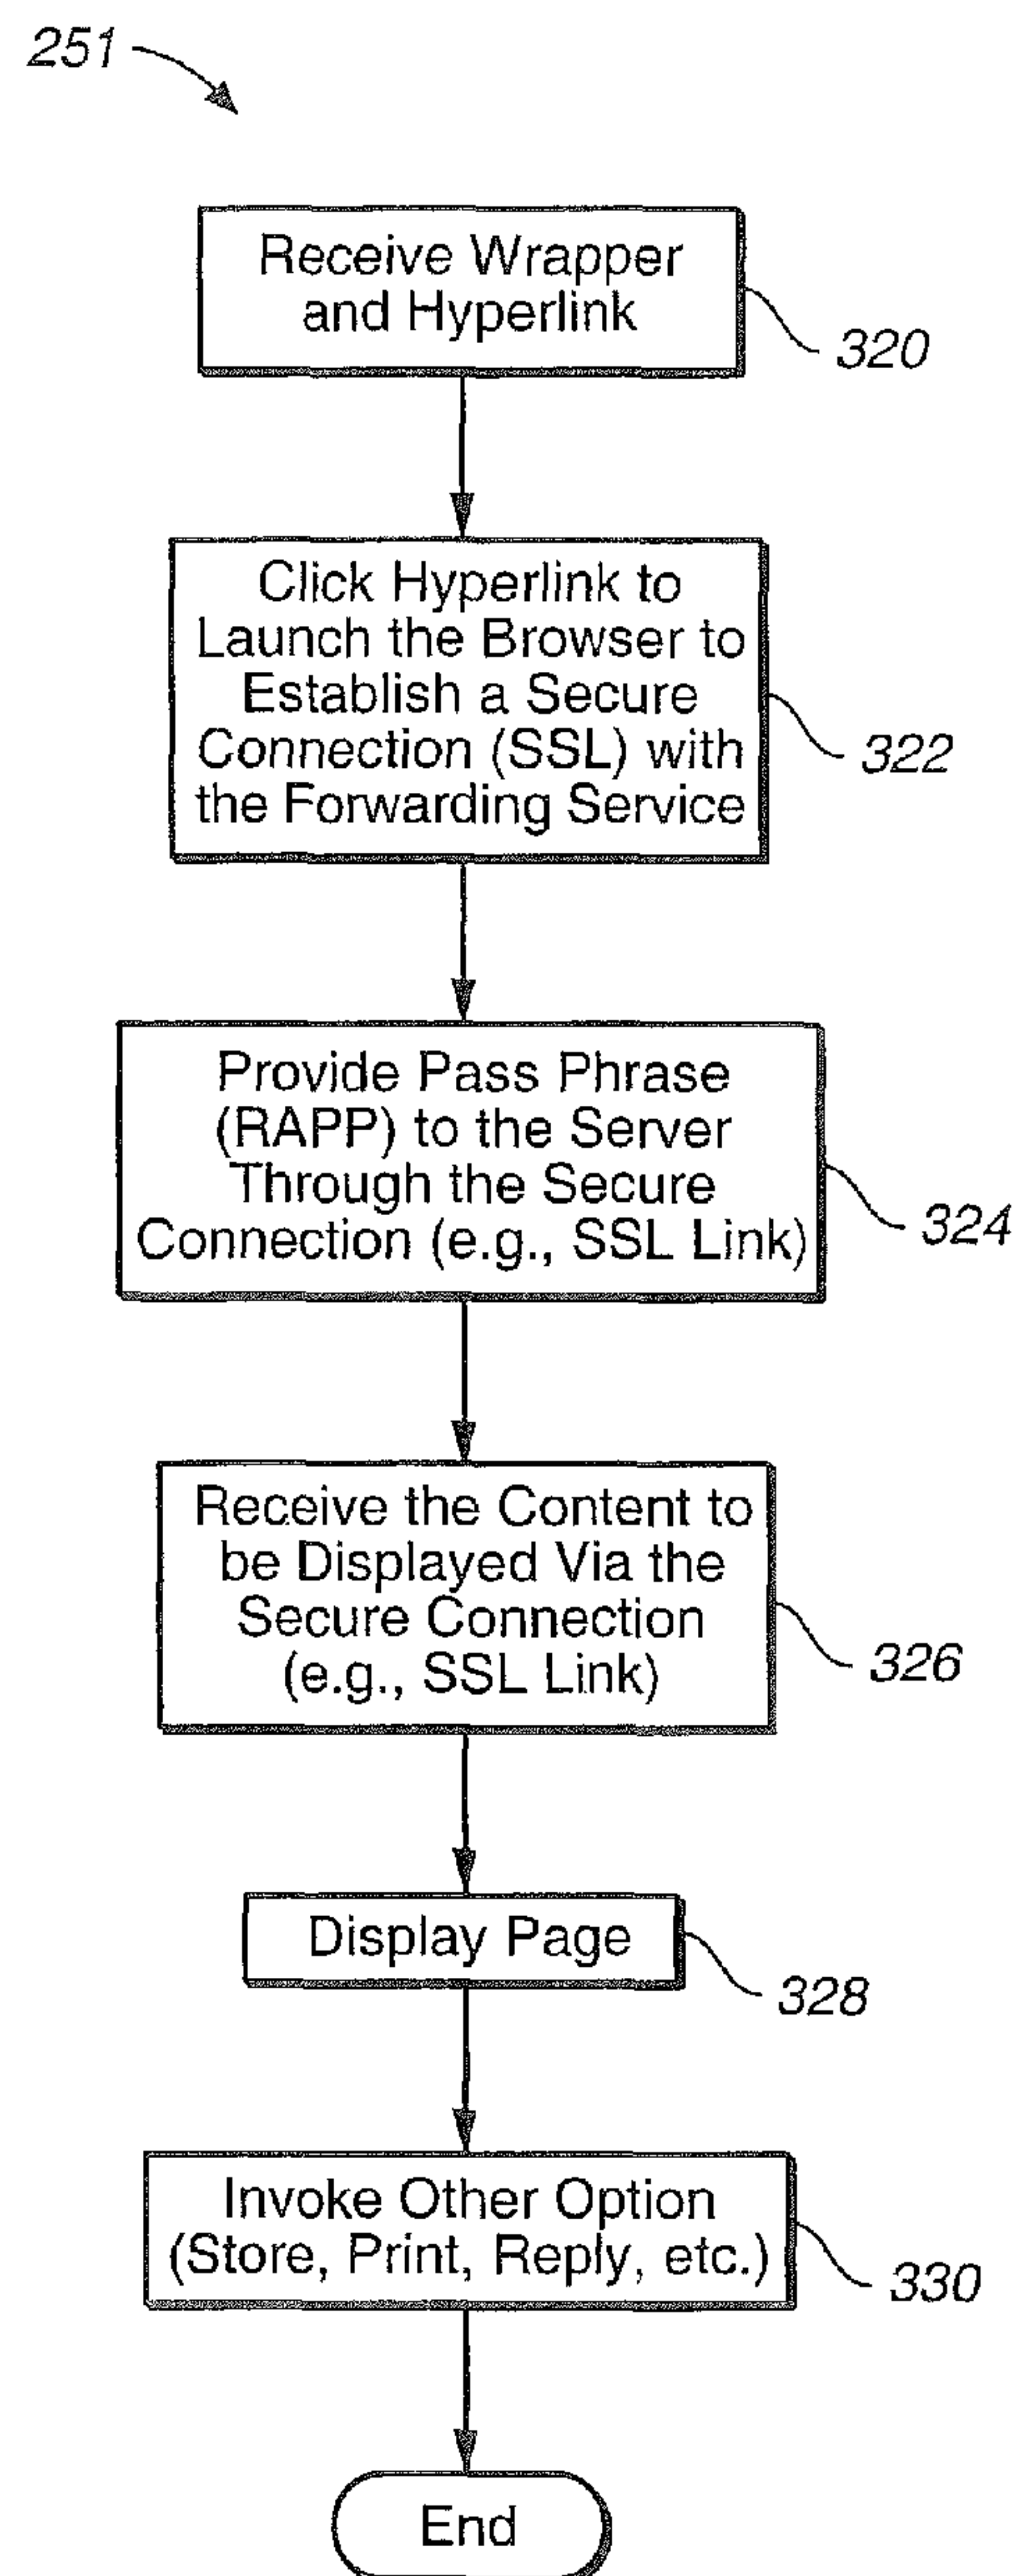 251
Receive Wrapper
and Hyperlink
320
Click Hyperlink to
Launch the Browser to
Establish a Secure
Connection (SSL) with
the Forwarding Service
322
Provide Pass Phrase
(RAPP) to the Server
Through the Secure
Connection (e.g., SSL Link)
324
Receive the Content to
be Displayed Via the
Secure Connection
(e.g., SSL Link)
326
Display Page
328
Invoke Other Option
(Store, Print, Reply, etc.)
330
End